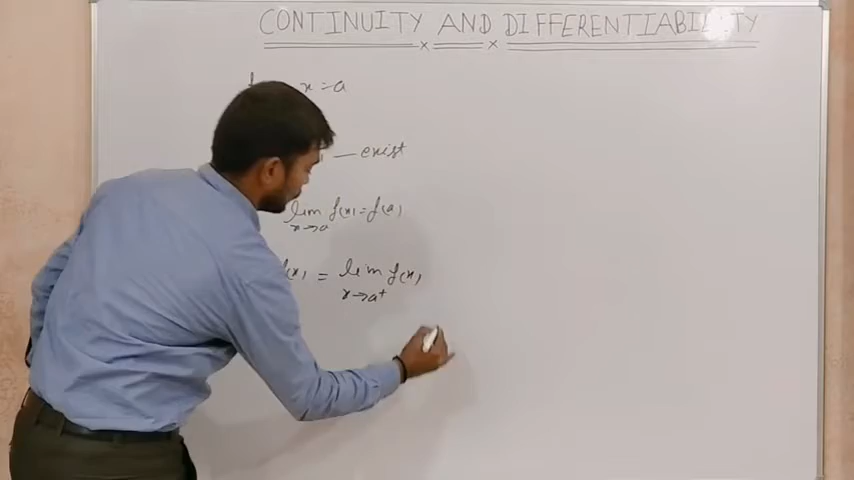 CONTINUITY AND DIFFERENTIABILITY
x = a
— exist
lim f(x) = f(a)
x→a
f(x) = lim f(x)
x→a⁺